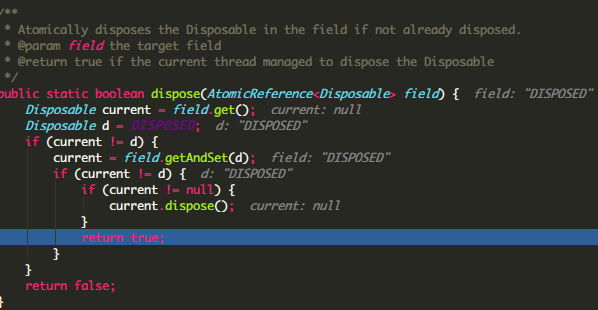 /**
* Atomically disposes the Disposable in the field if not already disposed.
* @param field the target field
* @return true if the current thread managed to dispose the Disposable
*/
public static boolean dispose(AtomicReference<Disposable> field) { field: "DISPOSED"
Disposable current = field.get(); current: null
Disposable d = DISPOSED; d: "DISPOSED"
if (current != d) {
current = field.getAndSet(d); field: "DISPOSED"
if (current != d) { d: "DISPOSED"
if (current != null) {
current.dispose(); current: null
}
return true;
}
}
return false;
}